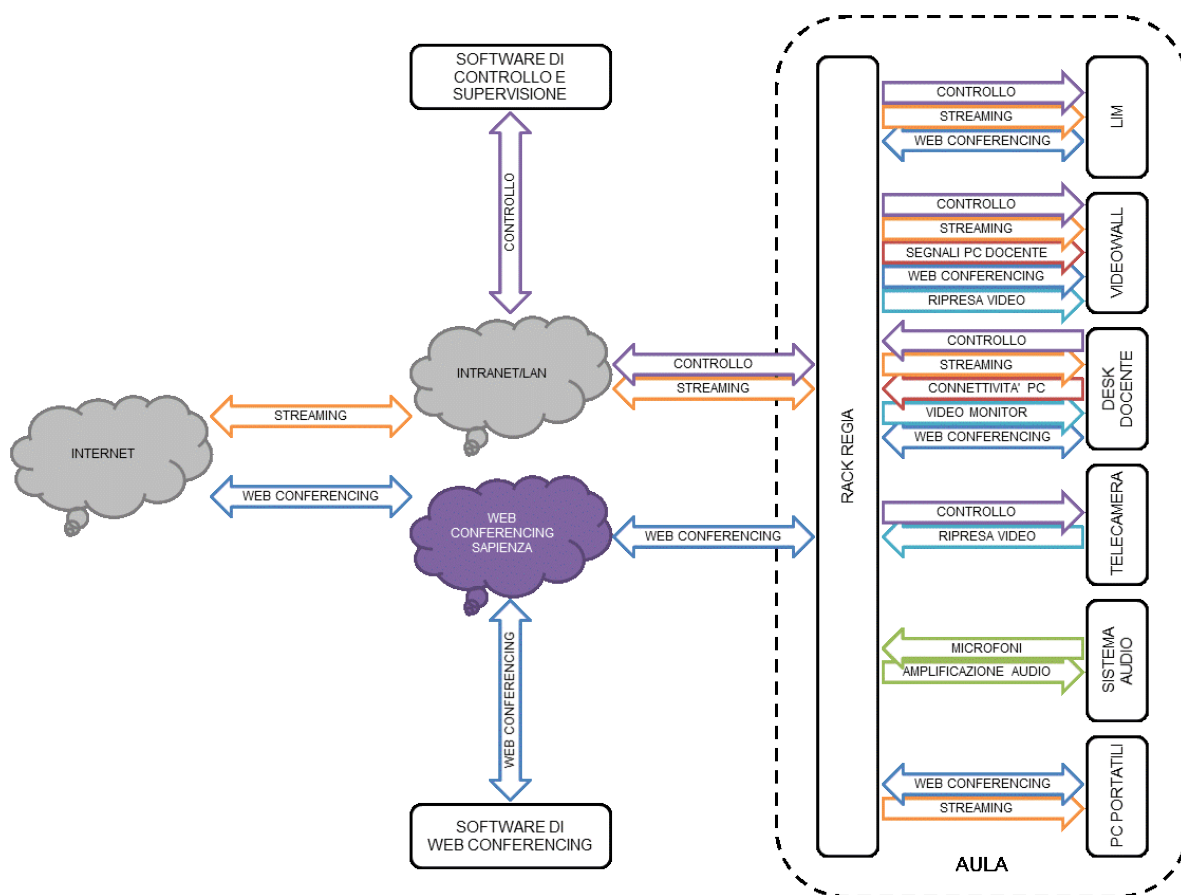 SOFTWARE DI
CONTROLLO E
SUPERVISIONE
CONTROLLO
INTRANET/LAN
CONTROLLO
STREAMING
STREAMING
INTERNET
WEB CONFERENCING
WEB
CONFERENCING
SAPIENZA
WEB CONFERENCING
WEB CONFERENCING
SOFTWARE DI
WEB CONFERENCING
RACK REGIA
CONTROLLO
STREAMING
WEB CONFERENCING
LIM
CONTROLLO
STREAMING
SEGNALI PC DOCENTE
WEB CONFERENCING
RIPRESA VIDEO
VIDEOWALL
CONTROLLO
STREAMING
CONNETTIVITA' PC
VIDEO MONITOR
WEB CONFERENCING
DESK
DOCENTE
CONTROLLO
RIPRESA VIDEO
TELECAMERA
MICROFONI
AMPLIFICAZIONE AUDIO
SISTEMA
AUDIO
WEB CONFERENCING
STREAMING
PC PORTATILI
AULA